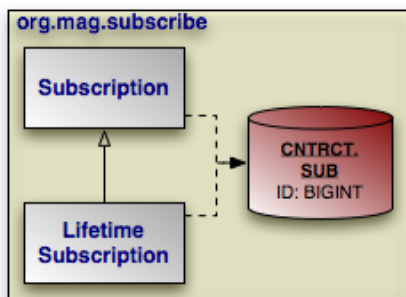 org.mag.subscribe
Subscription
CNTRCT.
SUB
ID: BIGINT
Lifetime
Subscription